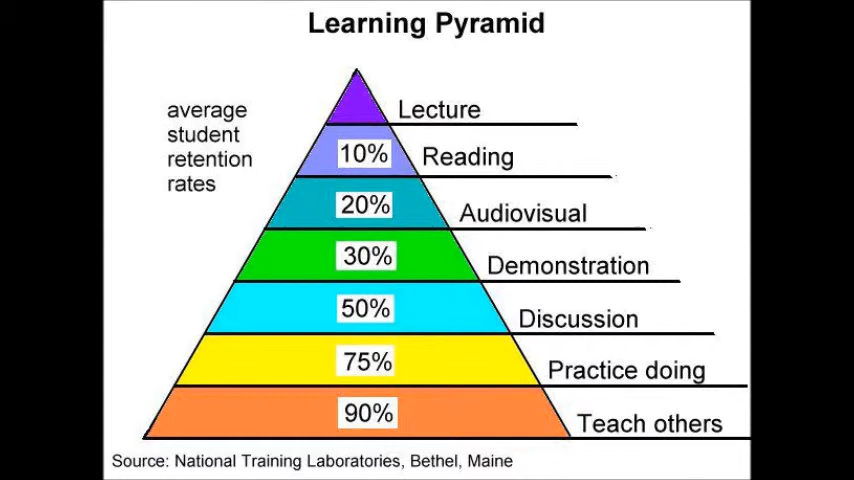 Learning Pyramid
average
student
retention
rates
Lecture
10% Reading
20% Audiovisual
30% Demonstration
50% Discussion
75% Practice doing
90% Teach others
Source: National Training Laboratories, Bethel, Maine